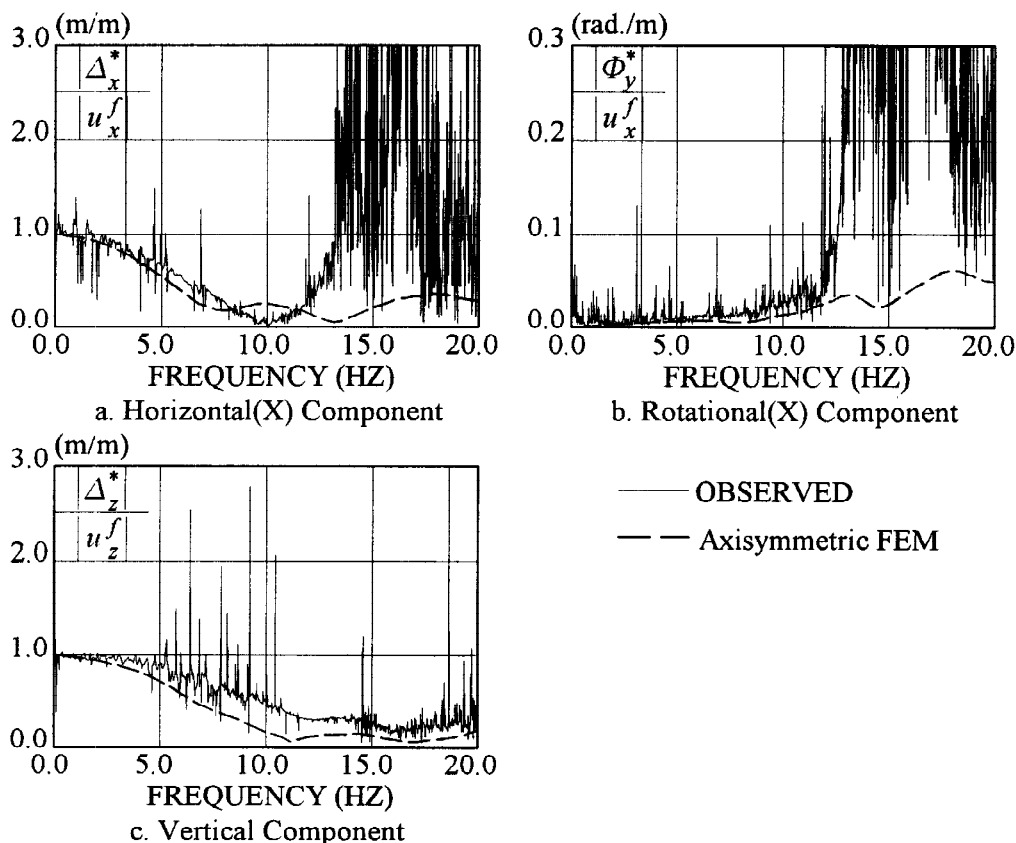 (m/m)
3.0
Δ*x
u f x
2.0
1.0
0.0
0.0 5.0 10.0 15.0 20.0
FREQUENCY (HZ)
a. Horizontal(X) Component
(rad./m)
0.3
Φ*y
u f x
0.2
0.1
0.0
0.0 5.0 10.0 15.0 20.0
FREQUENCY (HZ)
b. Rotational(X) Component
(m/m)
3.0
Δ*z
u f z
2.0
1.0
0.0
0.0 5.0 10.0 15.0 20.0
FREQUENCY (HZ)
c. Vertical Component
OBSERVED
Axisymmetric FEM